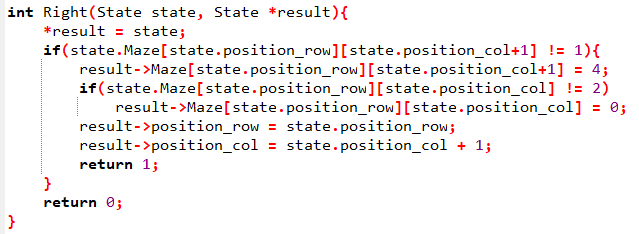 int Right(State state, State *result){
    *result = state;
    if(state.Maze[state.position_row][state.position_col+1] != 1){
        result->Maze[state.position_row][state.position_col+1] = 4;
        if(state.Maze[state.position_row][state.position_col] != 2)
            result->Maze[state.position_row][state.position_col] = 0;
        result->position_row = state.position_row;
        result->position_col = state.position_col + 1;
        return 1;
    }
    return 0;
}